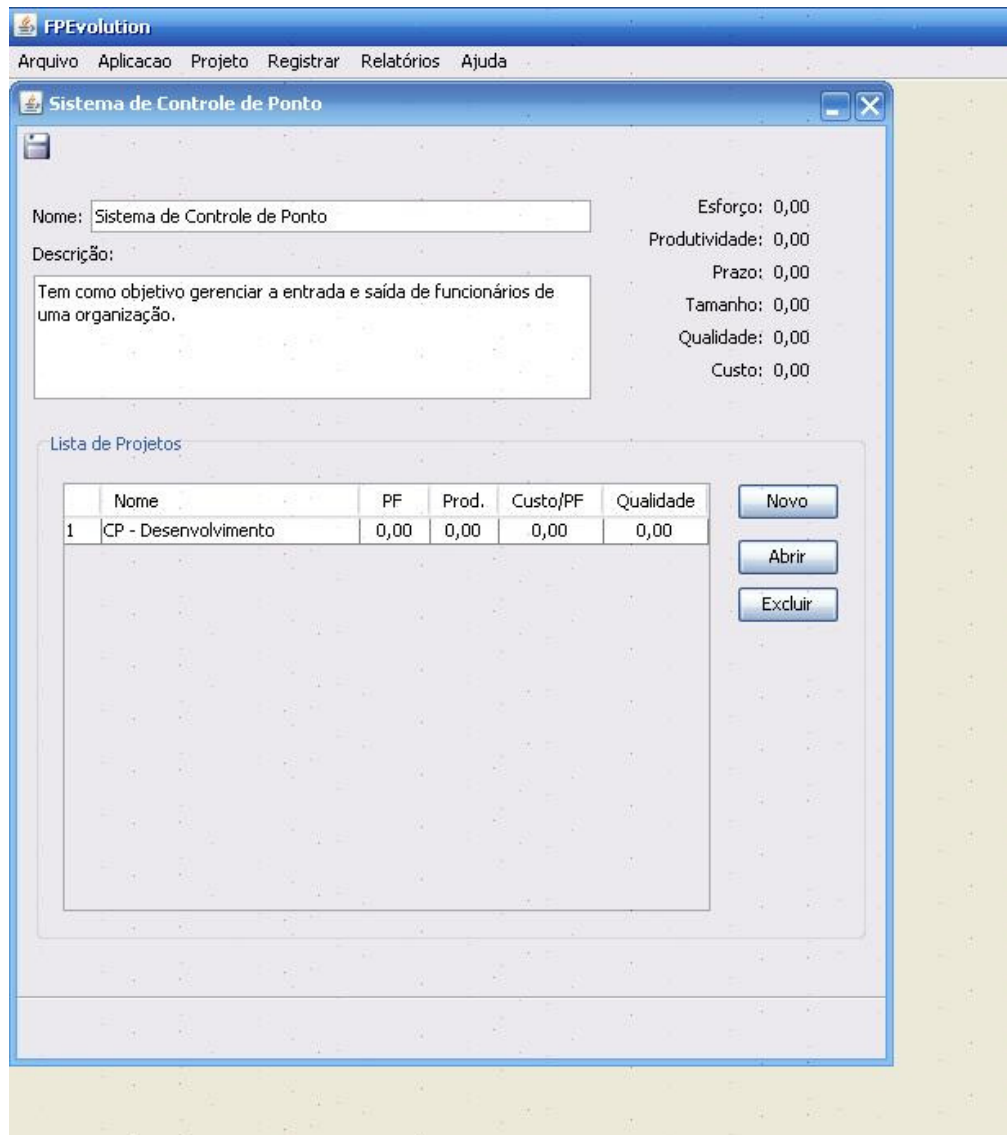 FPEvolution
Arquivo Aplicacao Projeto Registrar Relatórios Ajuda
Sistema de Controle de Ponto
Nome: Sistema de Controle de Ponto
Descrição:
Tem como objetivo gerenciar a entrada e saída de funcionários de
uma organização.
Esforço: 0,00
Produtividade: 0,00
Prazo: 0,00
Tamanho: 0,00
Qualidade: 0,00
Custo: 0,00
Lista de Projetos
Nome PF Prod. Custo/PF Qualidade
1 CP - Desenvolvimento 0,00 0,00 0,00 0,00
Novo
Abrir
Excluir